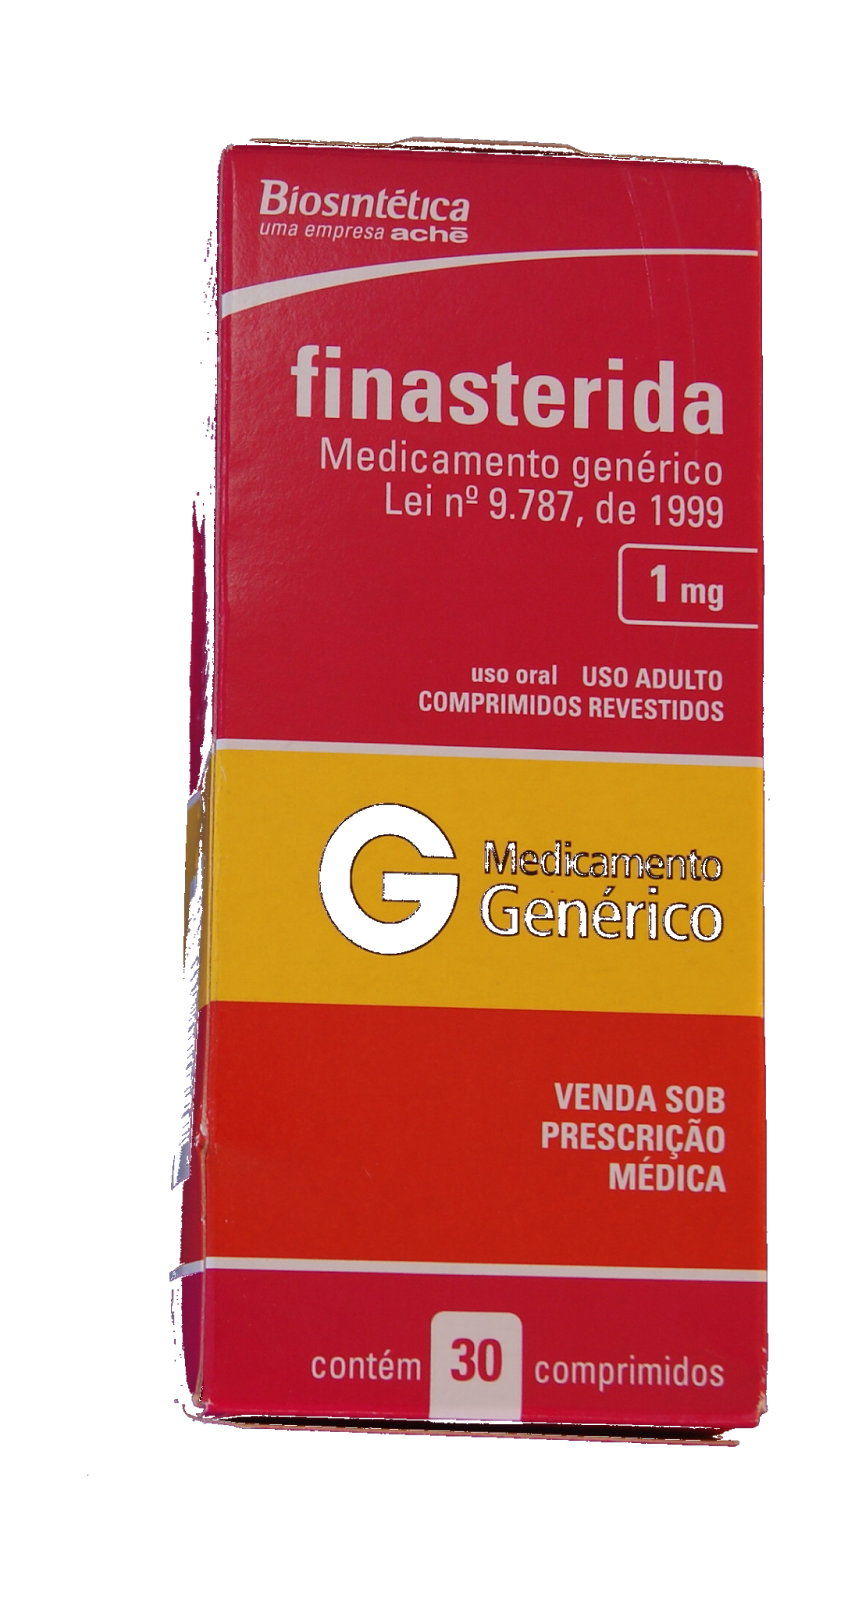 Biosintética
uma empresa achē
finasterida
Medicamento genérico
Lei nº 9.787, de 1999
1 mg
uso oral USO ADULTO
COMPRIMIDOS REVESTIDOS
G Medicamento
Genérico
VENDA SOB
PRESCRIÇÃO
MÉDICA
contém 30 comprimidos